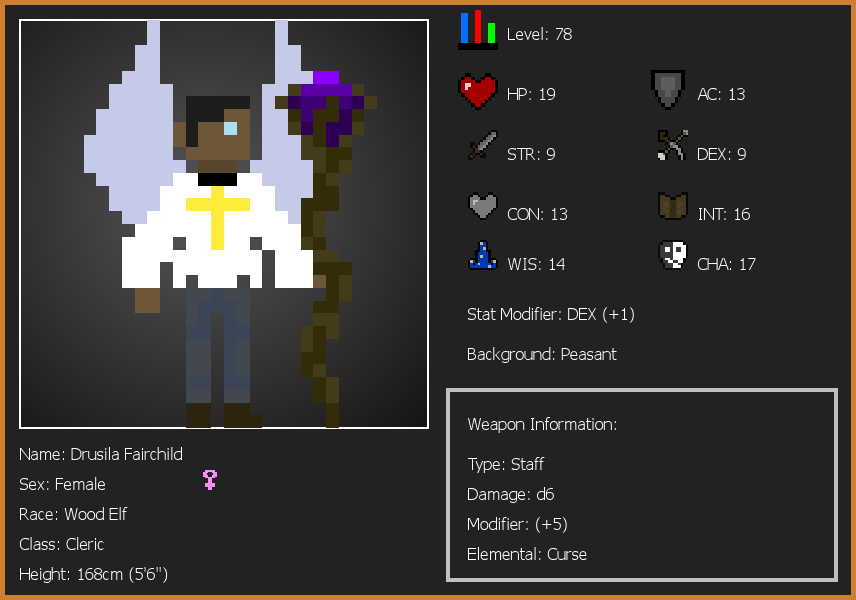 Level: 78
HP: 19
AC: 13
STR: 9
DEX: 9
CON: 13
INT: 16
WIS: 14
CHA: 17
Stat Modifier: DEX (+1)
Background: Peasant
Weapon Information:
Type: Staff
Damage: d6
Modifier: (+5)
Elemental: Curse
Name: Drusila Fairchild
Sex: Female
Race: Wood Elf
Class: Cleric
Height: 168cm (5'6")